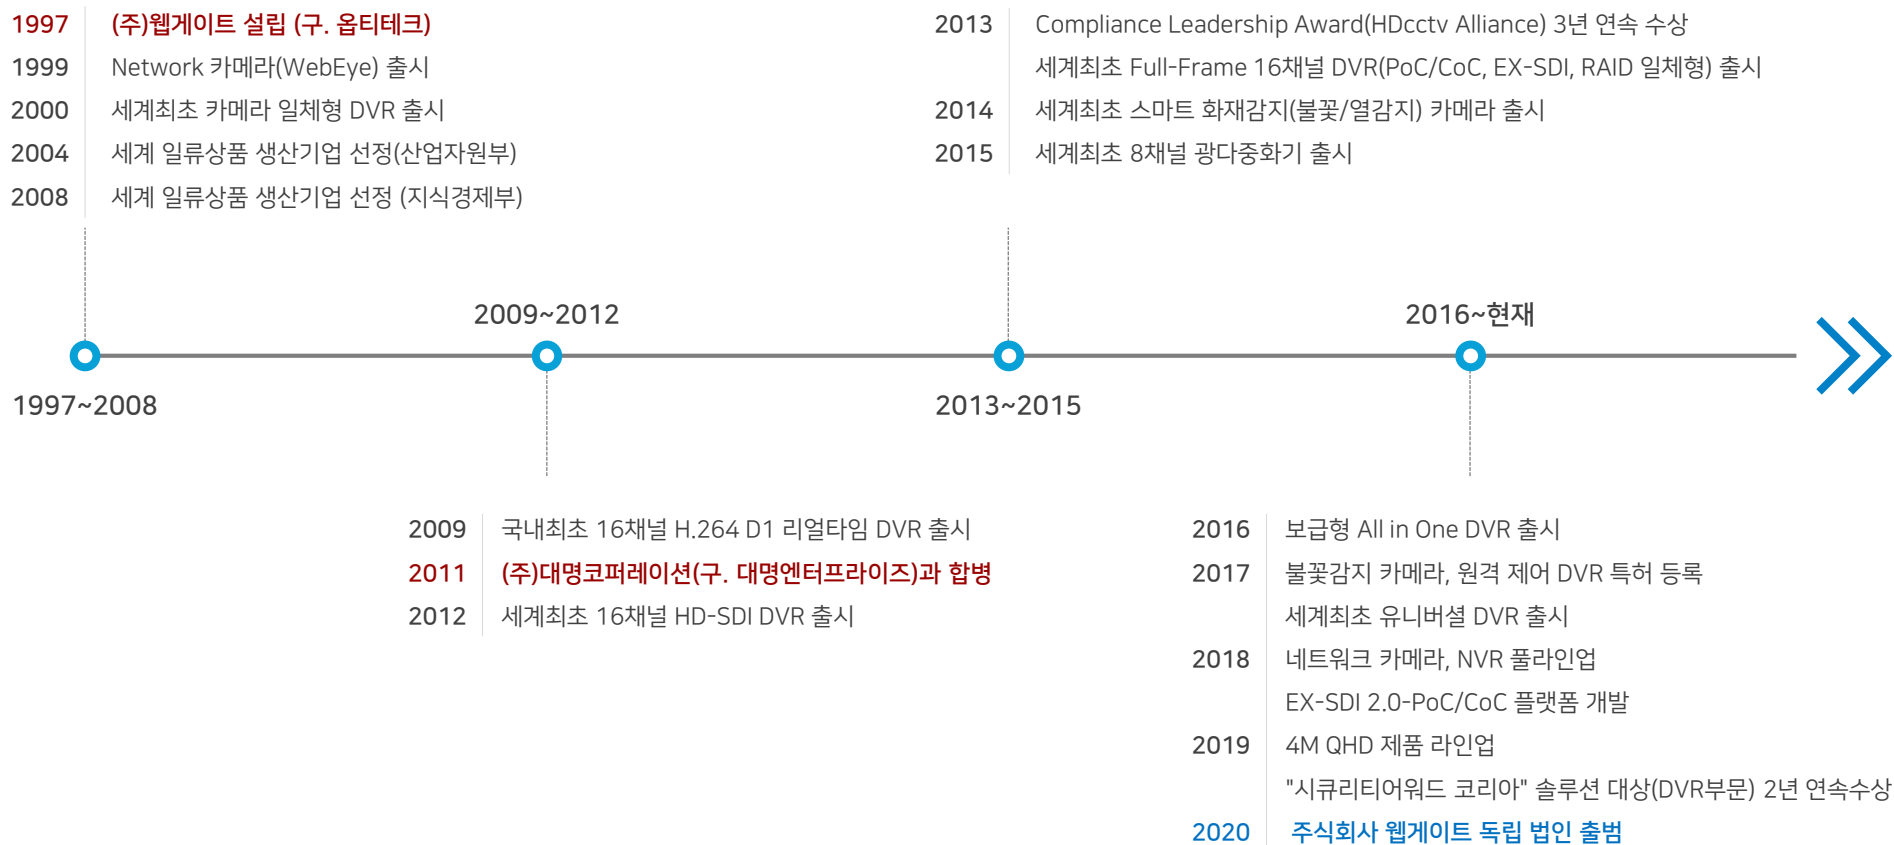 1997 (주)웹게이트 설립 (구. 옵티테크)
1999 Network 카메라(WebEye) 출시
2000 세계최초 카메라 일체형 DVR 출시
2004 세계 일류상품 생산기업 선정(산업자원부)
2008 세계 일류상품 생산기업 선정 (지식경제부)
2013 Compliance Leadership Award(HDcctv Alliance) 3년 연속 수상
세계최초 Full-Frame 16채널 DVR(PoC/CoC, EX-SDI, RAID 일체형) 출시
2014 세계최초 스마트 화재감지(불꽃/열감지) 카메라 출시
2015 세계최초 8채널 광다중화기 출시
2009~2012
2016~현재
1997~2008
2013~2015
2009 국내최초 16채널 H.264 D1 리얼타임 DVR 출시
2011 (주)대명코퍼레이션(구. 대명엔터프라이즈)과 합병
2012 세계최초 16채널 HD-SDI DVR 출시
2016 보급형 All in One DVR 출시
2017 불꽃감지 카메라, 원격 제어 DVR 특허 등록
세계최초 유니버셜 DVR 출시
2018 네트워크 카메라, NVR 풀라인업
EX-SDI 2.0-PoC/CoC 플랫폼 개발
2019 4M QHD 제품 라인업
"시큐리티어워드 코리아" 솔루션 대상(DVR부문) 2년 연속수상
2020 주식회사 웹게이트 독립 법인 출범